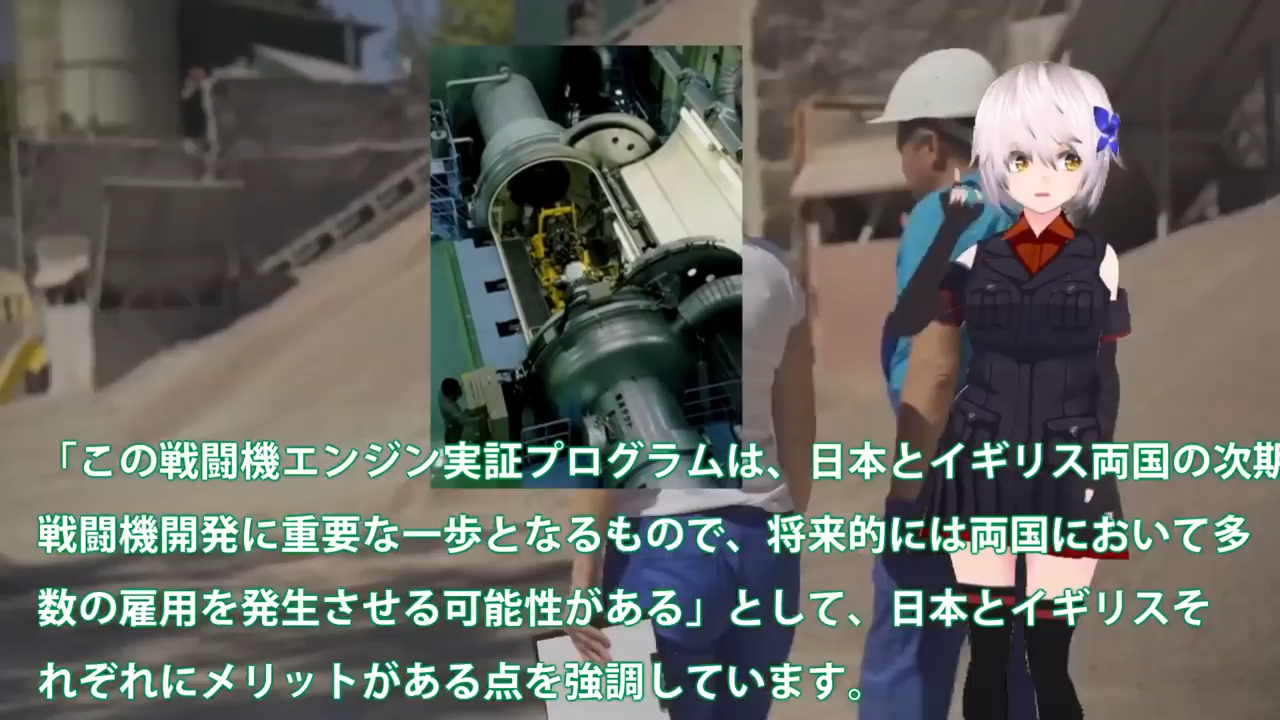 「この戦闘機エンジン実証プログラムは、日本とイギリス両国の次期
戦闘機開発に重要な一歩となるもので、将来的には両国において多
数の雇用を発生させる可能性がある」として、日本とイギリスそ
れぞれにメリットがある点を強調しています。